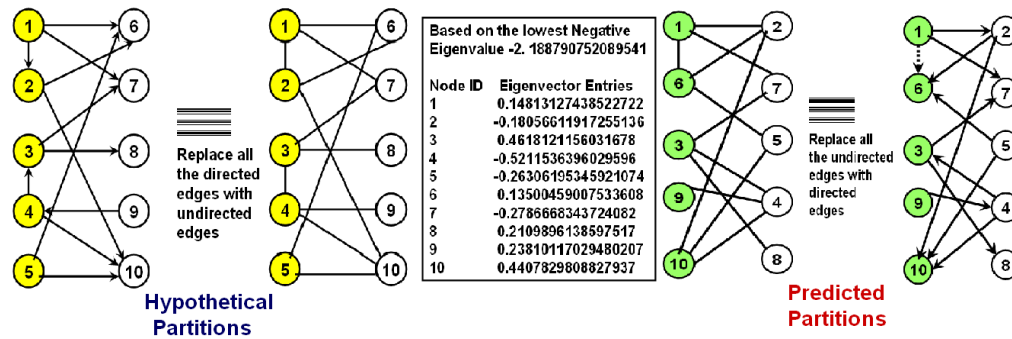 1
6
2
7
3
8
4
9
5
10
Replace all
the directed
edges with
undirected
edges
1
6
2
7
3
8
4
9
5
10
Hypothetical
Partitions
Based on the lowest Negative
Eigenvalue -2. 188790752089541
Node ID Eigenvector Entries
1 0.14813127438522722
2 -0.18056611917255136
3 0.4618121156031678
4 -0.5211536396029596
5 -0.26306195345921074
6 0.13500459007533608
7 -0.2786668343724082
8 0.2109896138597517
9 0.23810117029480207
10 0.4407829808827937
1
2
6
7
3
5
9
4
10
8
Replace all
the undirected
edges with
directed
edges
1
2
6
7
3
5
9
4
10
8
Predicted
Partitions